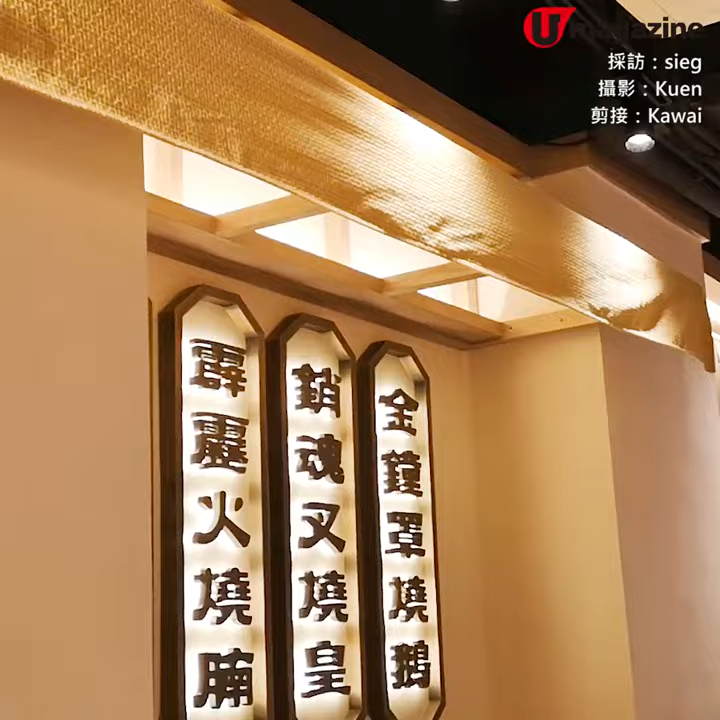 U magazine
採訪：sieg
攝影：Kuen
剪接：Kawai
霹靂火燒腩
銷魂叉燒皇
金鐘罩燒鵝